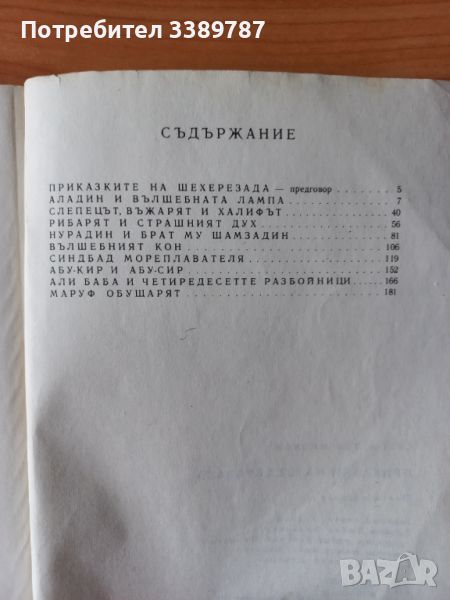 Потребител 3389787
СЪДЪРЖАНИЕ
ПРИКАЗКИТЕ НА ШЕХЕРЕЗАДА — предговор . . . . . . . . 5
АЛАДИН И ВЪЛШЕБНАТА ЛАМПА . . . . . . . . . . . . . . 7
СЛЕПЕЦЪТ, ВЪЖАРЯТ И ХАЛИФЪТ . . . . . . . . . . . . . . 40
РИБАРЯТ И СТРАШНИЯТ ДУХ . . . . . . . . . . . . . . . . 56
НУРАДИН И БРАТ МУ ШАМЗАДИН . . . . . . . . . . . . . 81
ВЪЛШЕБНИЯТ КОН . . . . . . . . . . . . . . . . . . . . . . 106
СИНДБАД МОРЕПЛАВАТЕЛЯ . . . . . . . . . . . . . . . . . 119
АБУ-КИР И АБУ-СИР . . . . . . . . . . . . . . . . . . . . . 152
АЛИ БАБА И ЧЕТИРЕДЕСЕТТЕ РАЗБОЙНИЦИ . . . . . . 166
МАРУФ ОБУЩАРЯТ . . . . . . . . . . . . . . . . . . . . . . 181
BAZAR